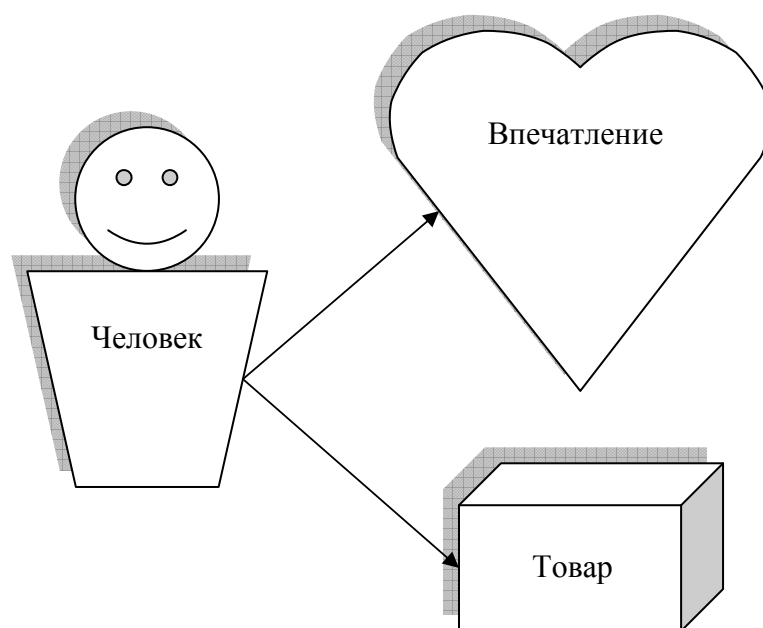 Впечатление
Человек
Товар